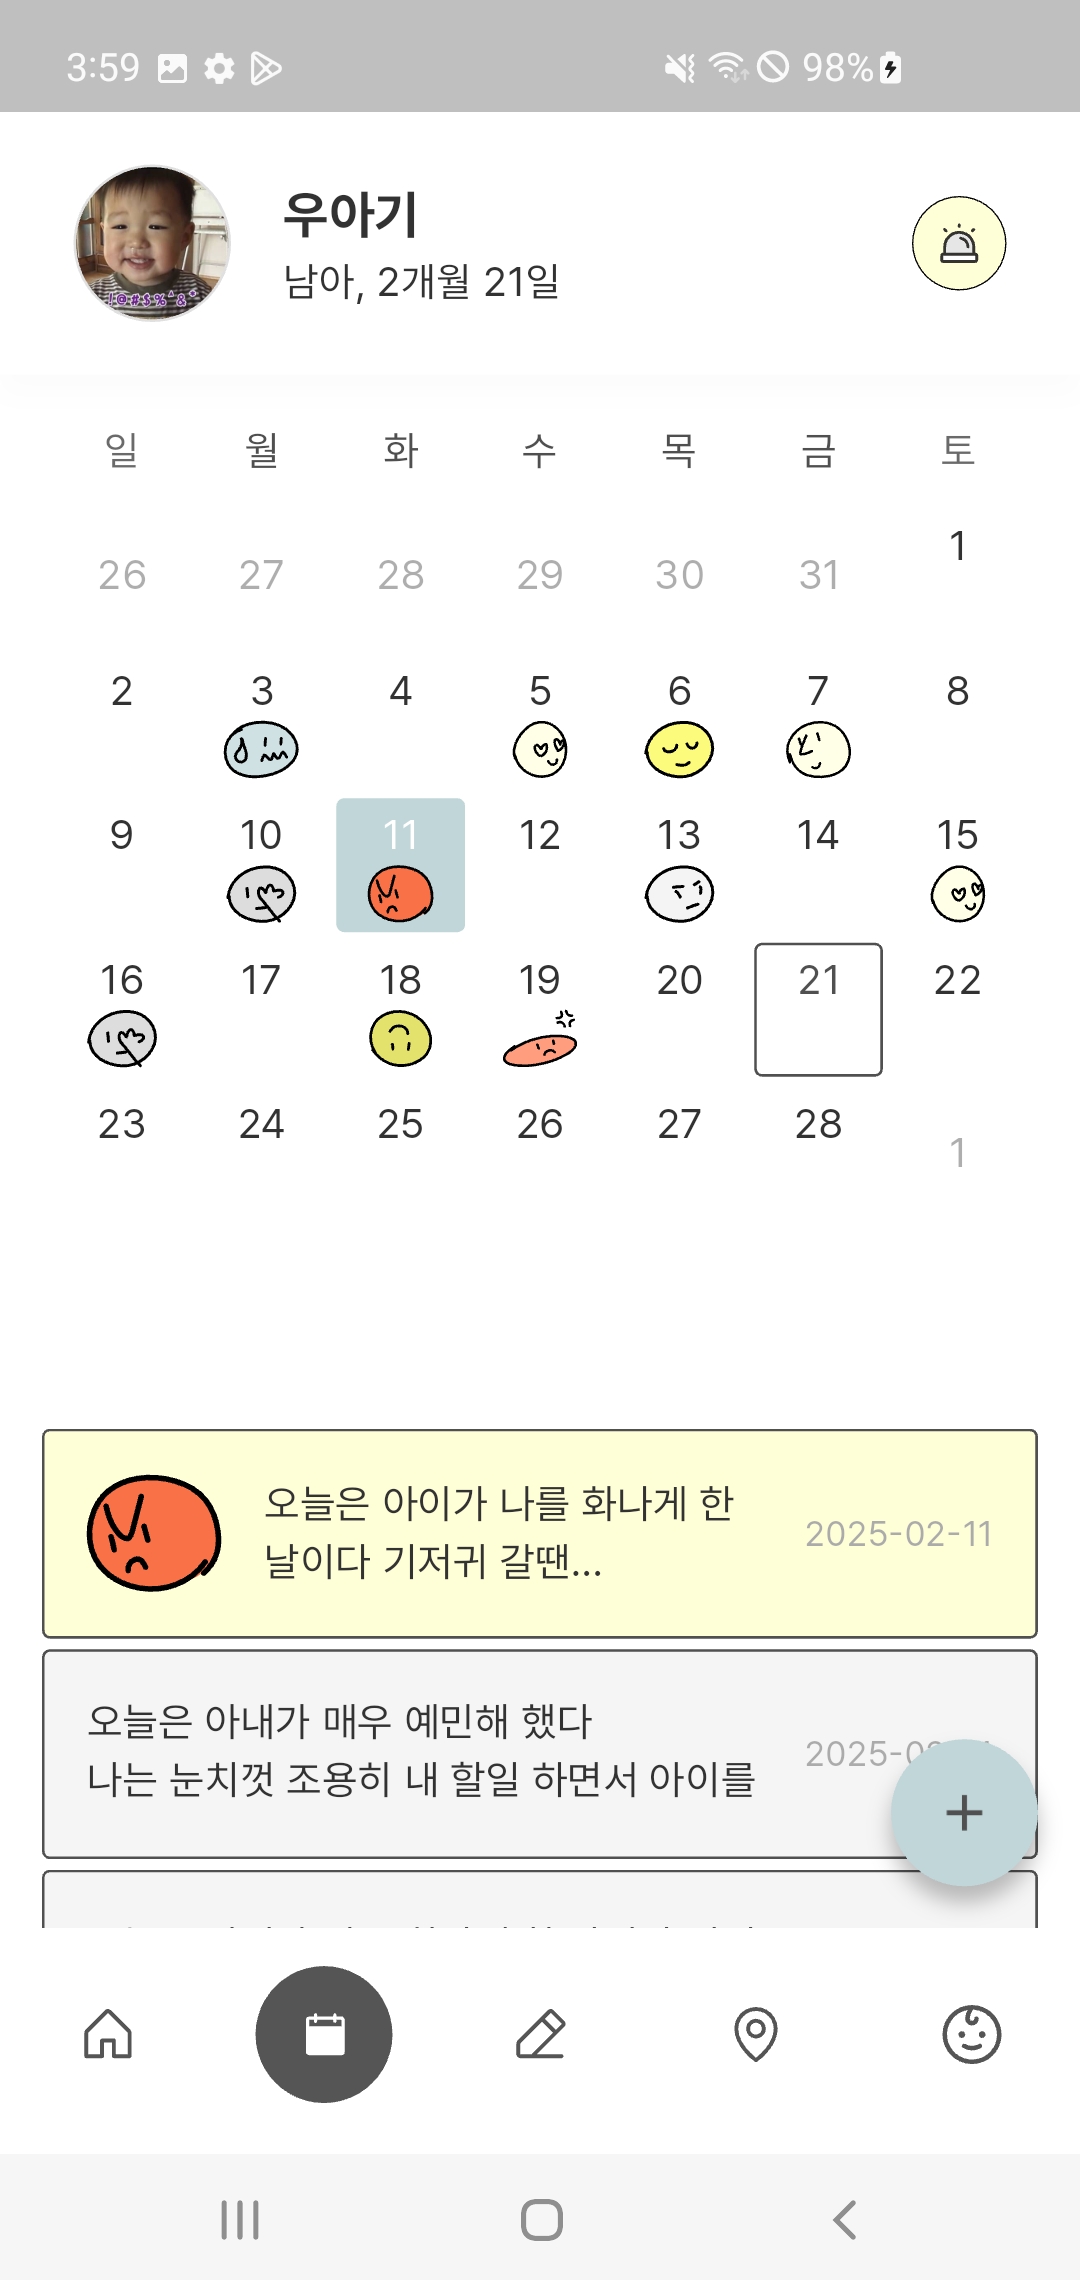 3:59 98%
우아기
남아, 2개월 21일
!@#$%^&*
일 월 화 수 목 금 토
26 27 28 29 30 31 1
2 3 4 5 6 7 8
9 10 11 12 13 14 15
16 17 18 19 20 21 22
23 24 25 26 27 28 1
오늘은 아이가 나를 화나게 한
날이다 기저귀 갈땐...
2025-02-11
오늘은 아내가 매우 예민해 했다
나는 눈치껏 조용히 내 할일 하면서 아이를
+